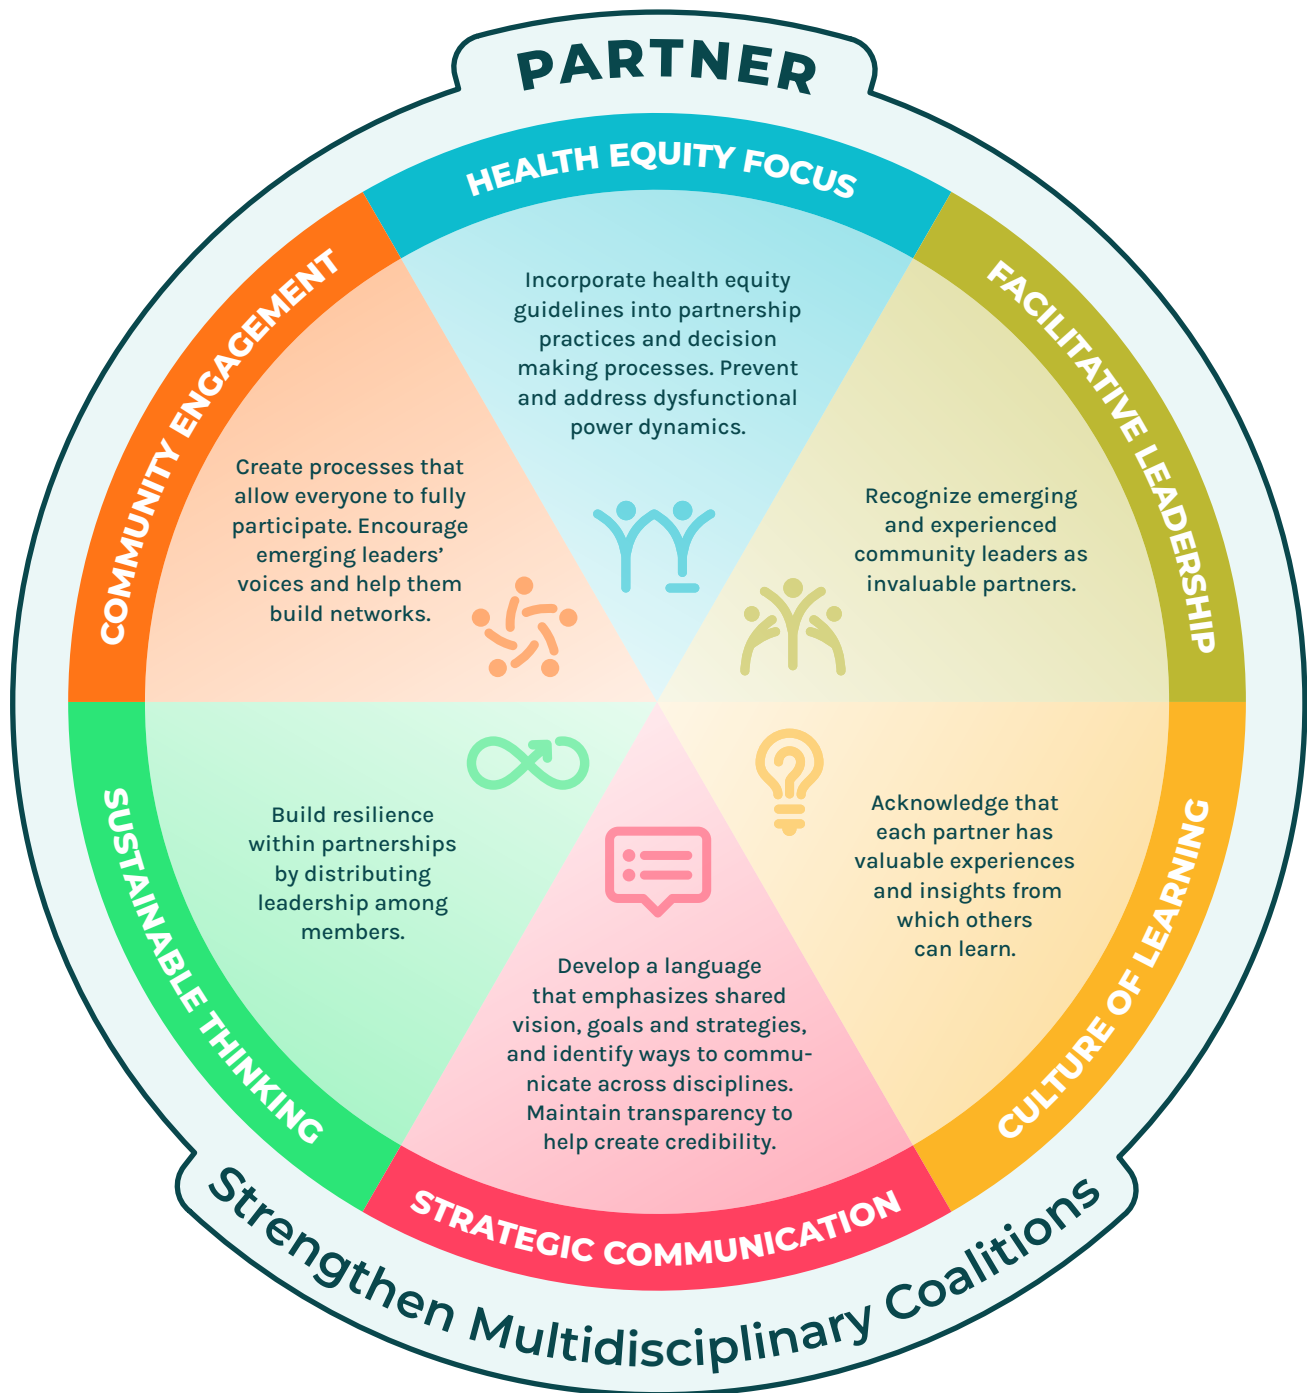 PARTNER
HEALTH EQUITY FOCUS
Incorporate health equity
guidelines into partnership
practices and decision
making processes. Prevent
and address dysfunctional
power dynamics.
FACILITATIVE LEADERSHIP
Recognize emerging
and experienced
community leaders as
invaluable partners.
CULTURE OF LEARNING
Acknowledge that
each partner has
valuable experiences
and insights from
which others
can learn.
STRATEGIC COMMUNICATION
Develop a language
that emphasizes shared
vision, goals and strategies,
and identify ways to commu-
nicate across disciplines.
Maintain transparency to
help create credibility.
SUSTAINABLE THINKING
Build resilience
within partnerships
by distributing
leadership among
members.
COMMUNITY ENGAGEMENT
Create processes that
allow everyone to fully
participate. Encourage
emerging leaders’
voices and help them
build networks.
Strengthen Multidisciplinary Coalitions